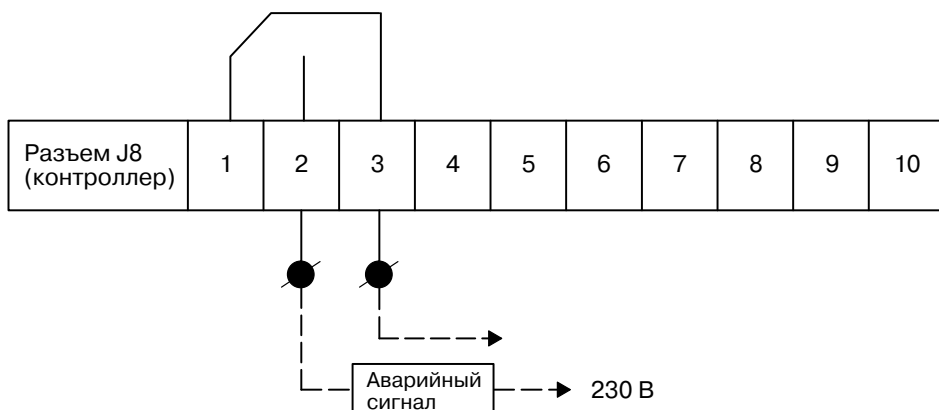 Разъем J8
(контроллер)
1 2 3 4 5 6 7 8 9 10
Аварийный
сигнал
230 В